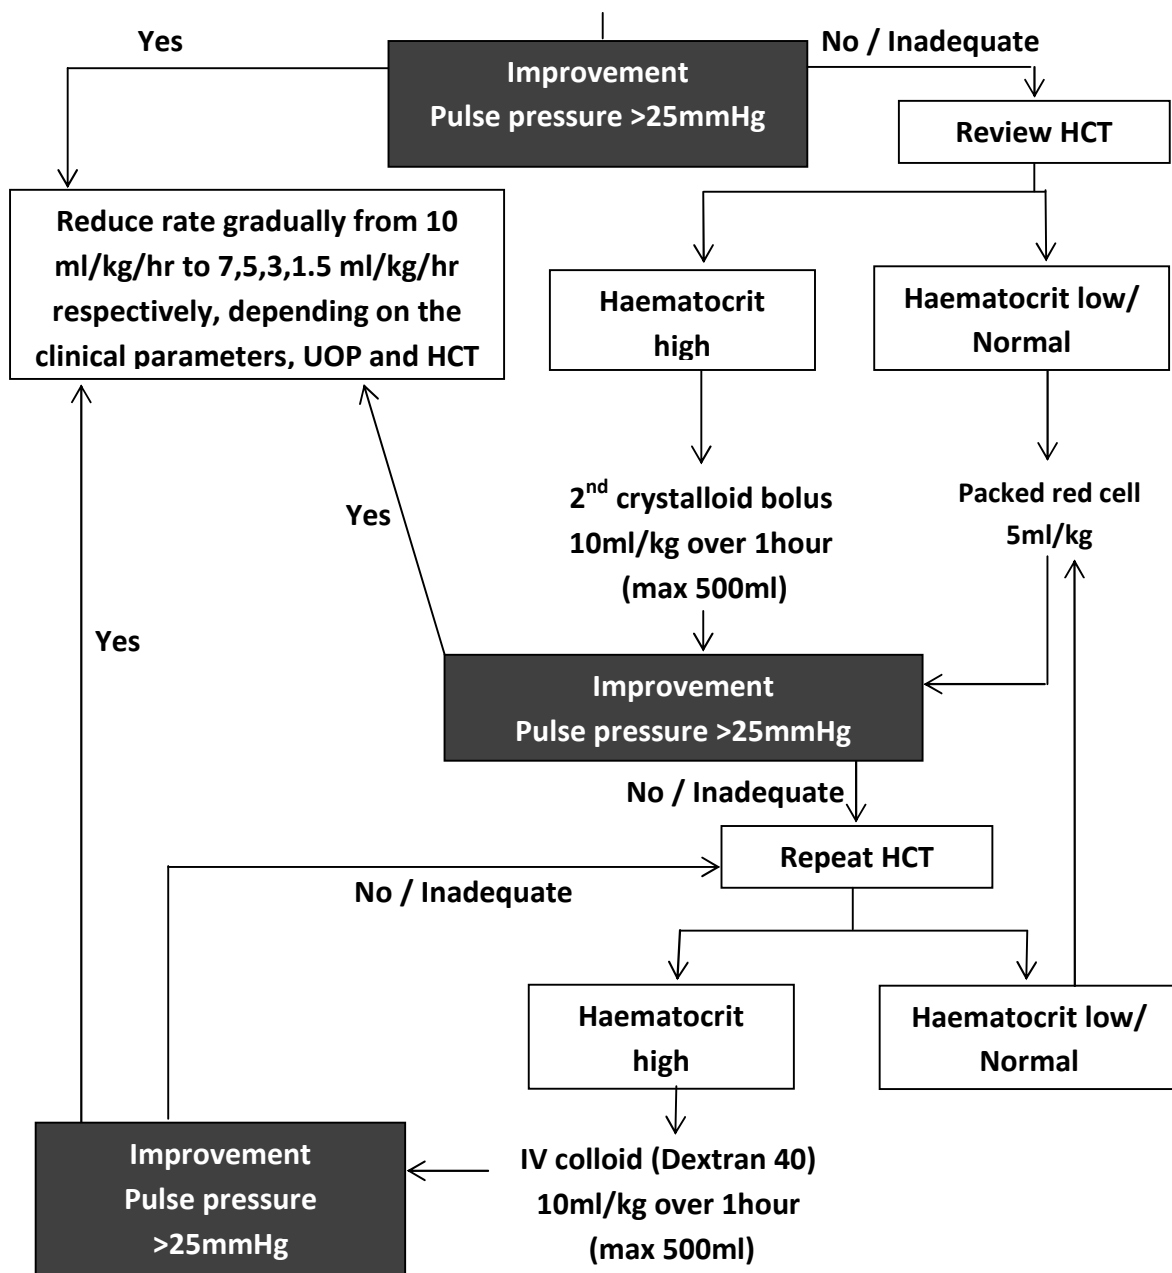 Yes
No / Inadequate
Improvement
Pulse pressure >25mmHg
Review HCT
Reduce rate gradually from 10
ml/kg/hr to 7,5,3,1.5 ml/kg/hr
respectively, depending on the
clinical parameters, UOP and HCT
Haematocrit
high
Haematocrit low/
Normal
2nd crystalloid bolus
10ml/kg over 1hour
(max 500ml)
Packed red cell
5ml/kg
Yes
Yes
Improvement
Pulse pressure >25mmHg
No / Inadequate
Repeat HCT
No / Inadequate
Haematocrit
high
Haematocrit low/
Normal
Improvement
Pulse pressure
>25mmHg
IV colloid (Dextran 40)
10ml/kg over 1hour
(max 500ml)